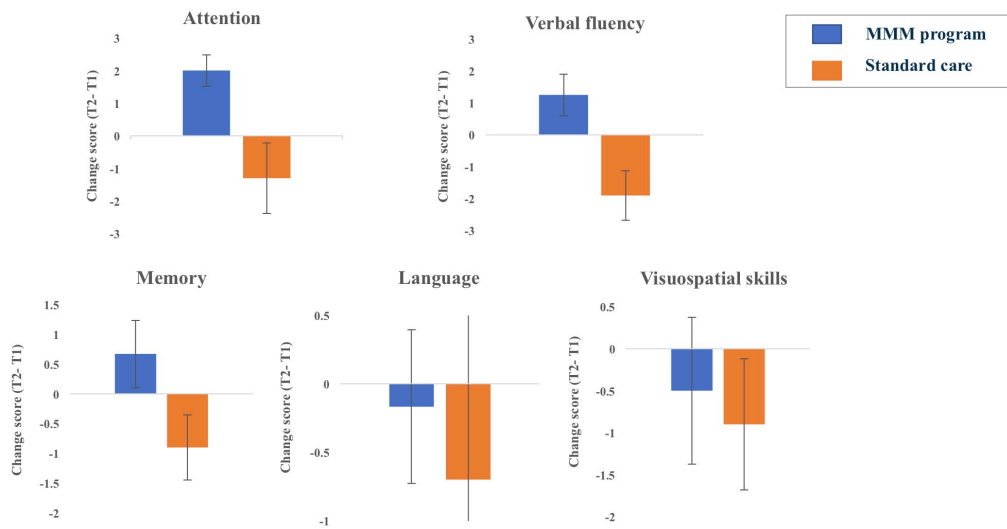 Attention
Change score (T2- T1)
3
2
1
0
-1
-2
-3
Verbal fluency
Change score (T2- T1)
3
2
1
0
-1
-2
-3
MMM program
Standard care
Memory
Change score (T2- T1)
1.5
1
0.5
0
-0.5
-1
-1.5
-2
Language
Change score (T2- T1)
0.5
0
-0.5
-1
Visuospatial skills
Change score (T2- T1)
0.5
0
-0.5
-1
-1.5
-2